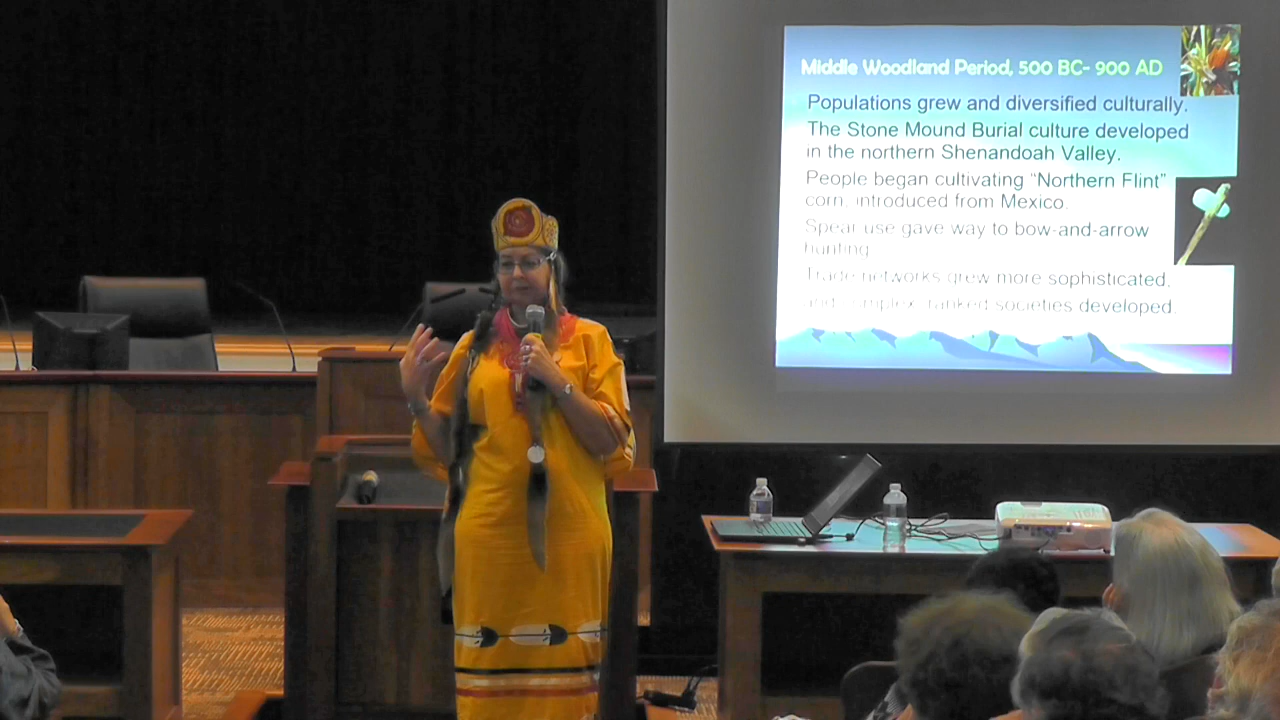 Middle Woodland Period, 500 BC- 900 AD
Populations grew and diversified culturally.
The Stone Mound Burial culture developed
in the northern Shenandoah Valley.
People began cultivating “Northern Flint”
corn, introduced from Mexico.
Spear use gave way to bow-and-arrow
hunting.
Trade networks grew more sophisticated,
and complex, ranked societies developed.